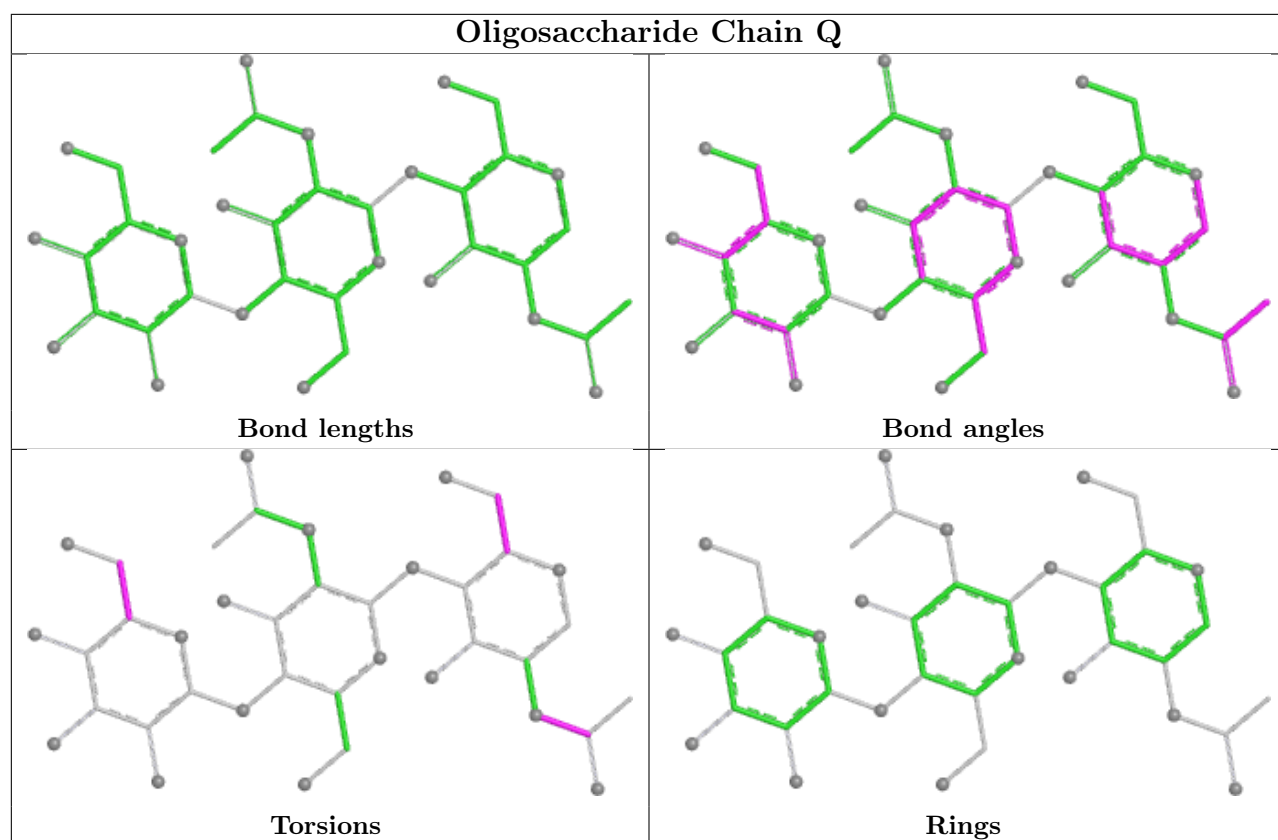 Oligosaccharide Chain Q
Bond lengths
Bond angles
Torsions
Rings